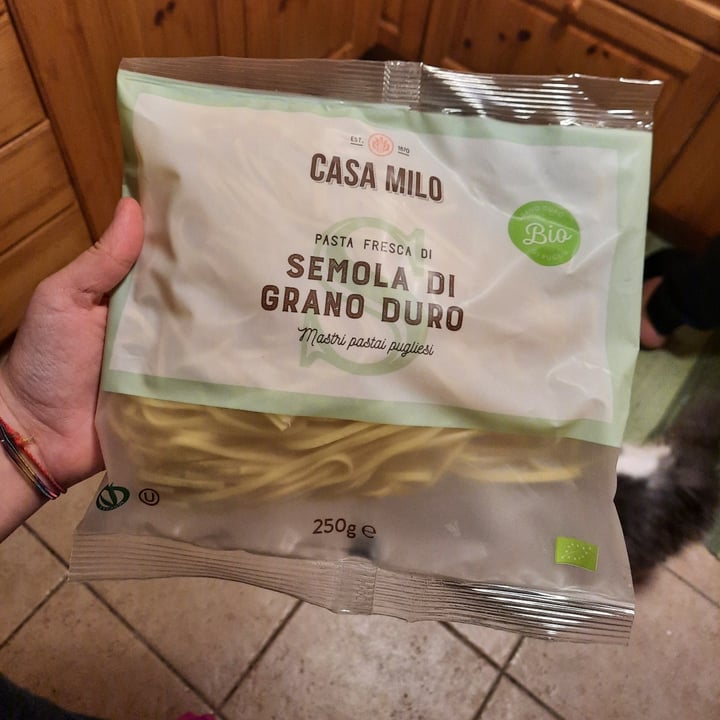 EST. 1870
CASA MILO
PASTA FRESCA DI
SEMOLA DI
GRANO DURO
Mastri pastai pugliesi
Bio
U
250g e